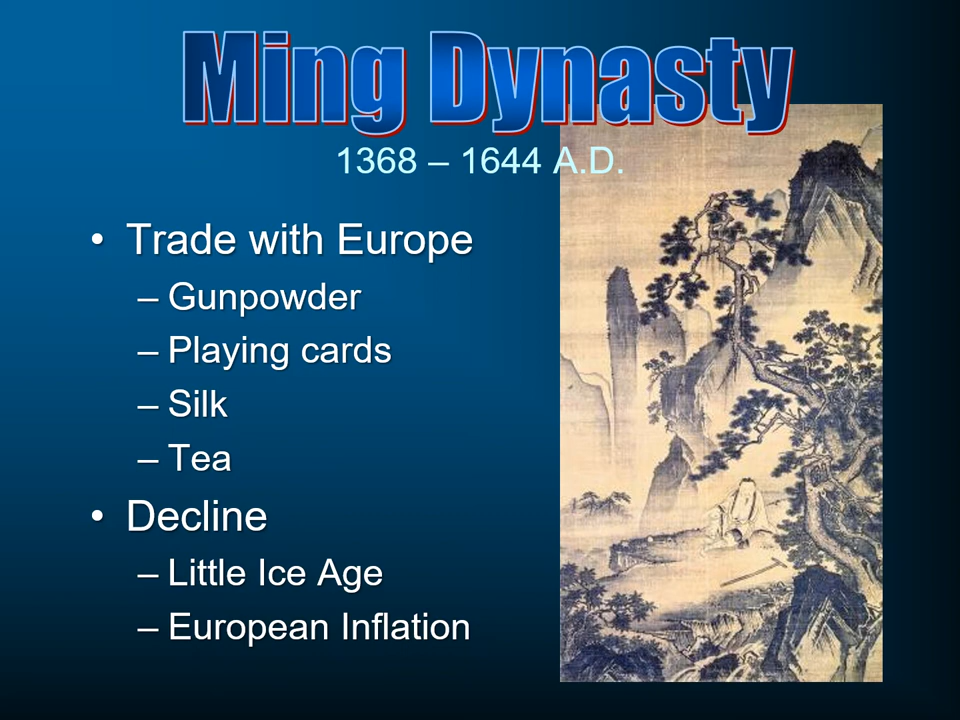 Ming Dynasty
1368 – 1644 A.D.
• Trade with Europe
– Gunpowder
– Playing cards
– Silk
– Tea
• Decline
– Little Ice Age
– European Inflation